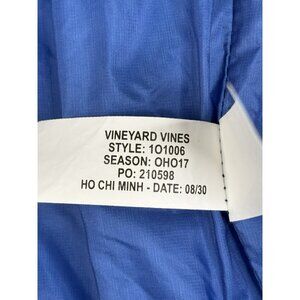 VINEYARD VINES
STYLE: 1O1006
SEASON: OHO17
PO: 210598
HO CHI MINH - DATE: 08/30